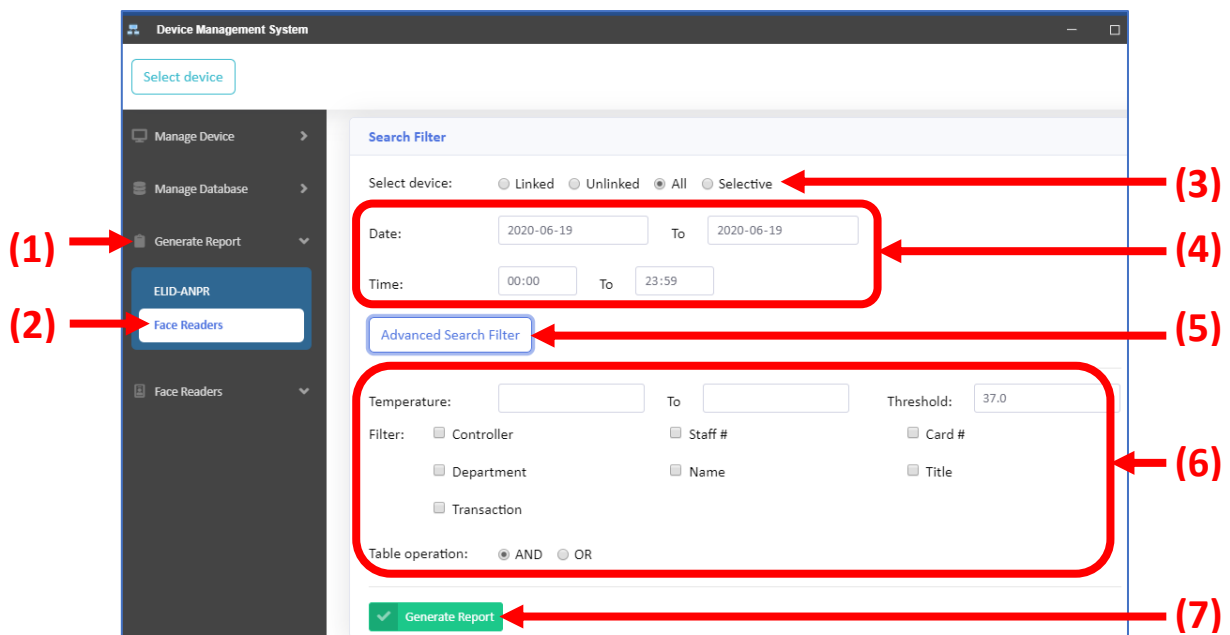 Device Management System
Select device
Manage Device
Manage Database
Generate Report
ELID-ANPR
Face Readers
Face Readers
Search Filter
Select device: Linked Unlinked All Selective
Date: 2020-06-19 To 2020-06-19
Time: 00:00 To 23:59
Advanced Search Filter
Temperature: To Threshold: 37.0
Filter: Controller Staff # Card #
Department Name Title
Transaction
Table operation: AND OR
Generate Report
(1)
(2)
(3)
(4)
(5)
(6)
(7)